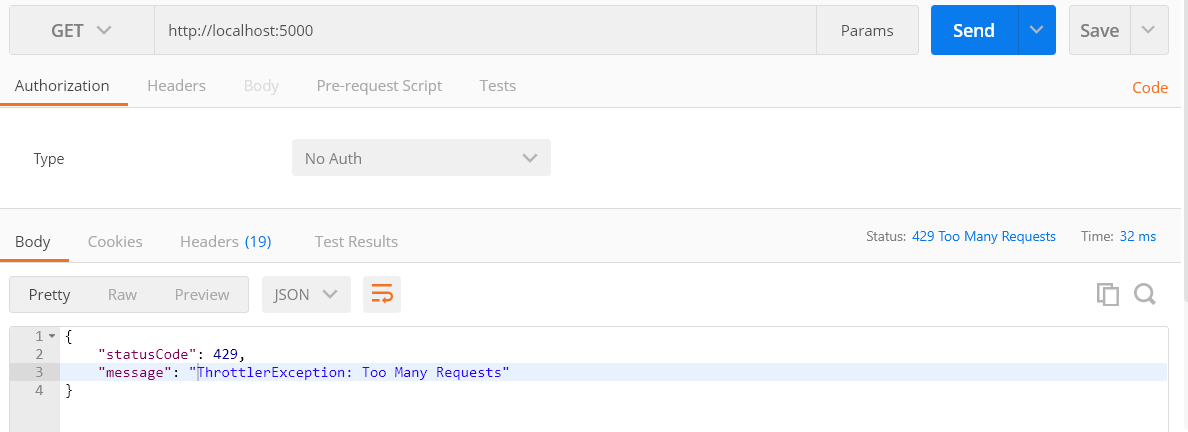 GET http://localhost:5000 Params Send Save
Authorization Headers Body Pre-request Script Tests Code
Type No Auth
Body Cookies Headers (19) Test Results Status: 429 Too Many Requests Time: 32 ms
Pretty Raw Preview JSON
1 {
2 "statusCode": 429,
3 "message": "ThrottlerException: Too Many Requests"
4 }